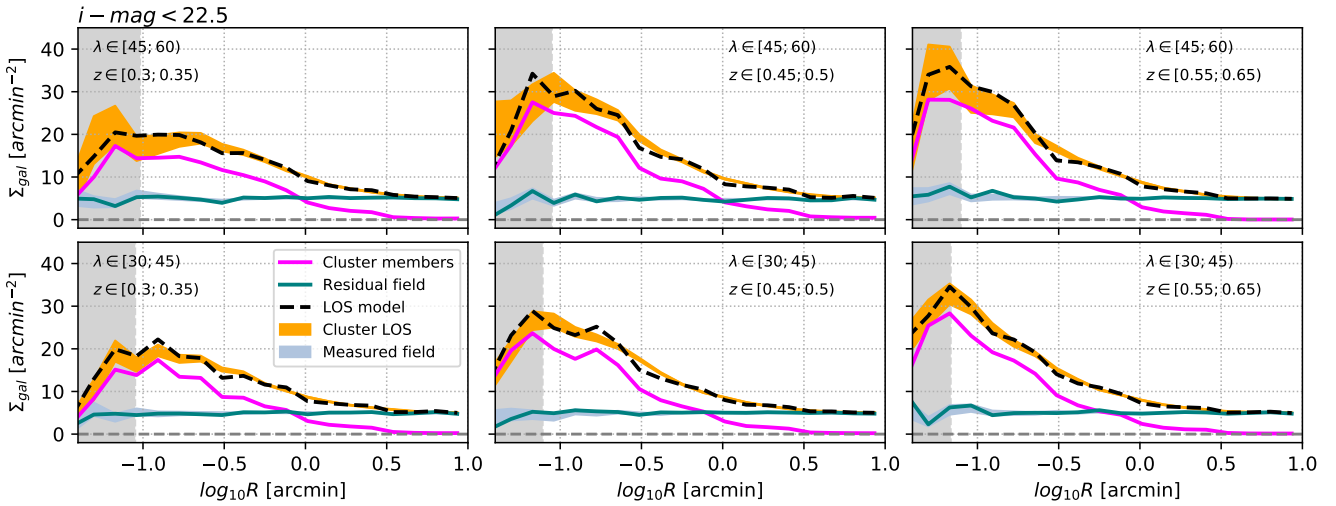 i − mag < 22.5
λ ∈ [45; 60)
z ∈ [0.3; 0.35)
λ ∈ [45; 60)
z ∈ [0.45; 0.5)
λ ∈ [45; 60)
z ∈ [0.55; 0.65)
40
30
20
10
0
Σgal [arcmin⁻²]
λ ∈ [30; 45)
z ∈ [0.3; 0.35)
Cluster members
Residual field
LOS model
Cluster LOS
Measured field
λ ∈ [30; 45)
z ∈ [0.45; 0.5)
λ ∈ [30; 45)
z ∈ [0.55; 0.65)
40
30
20
10
0
Σgal [arcmin⁻²]
−1.0 −0.5 0.0 0.5 1.0
−1.0 −0.5 0.0 0.5 1.0
−1.0 −0.5 0.0 0.5 1.0
log₁₀R [arcmin]
log₁₀R [arcmin]
log₁₀R [arcmin]